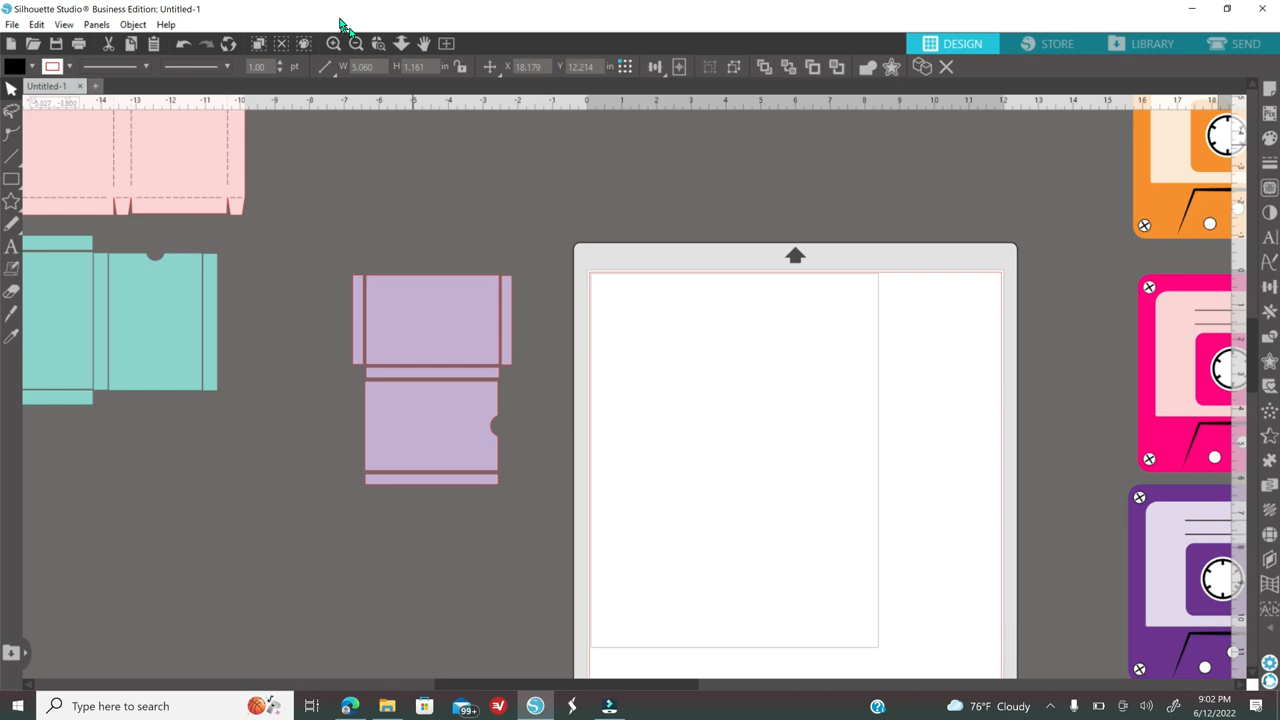 Silhouette Studio® Business Edition: Untitled-1
File Edit View Panels Object Help
DESIGN STORE LIBRARY SEND
1.00 pt W 5.060 H 1.161 in X 18.179 Y 12.214 in
Untitled-1 × +
-5.027 -3.600
-14 -13 -12 -11 -10 -9 -8 -7 -6 -5 -4 -3 -2 -1 0 1 2 3 4 5 6 7 8 9 10 11 12 13 14 15 16 17 18
Type here to search
99+
76°F Cloudy
9:02 PM
6/12/2022